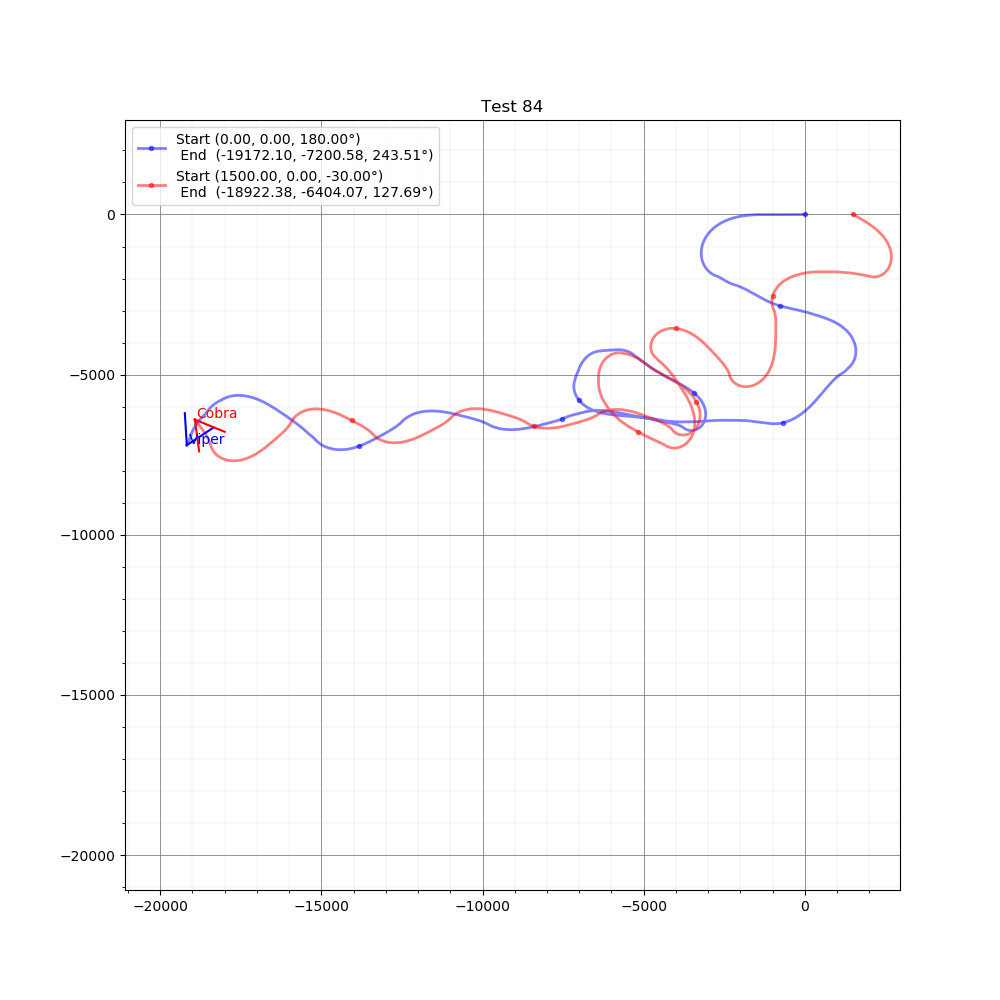 Test 84
Start (0.00, 0.00, 180.00°)
End (-19172.10, -7200.58, 243.51°)
Start (1500.00, 0.00, -30.00°)
End (-18922.38, -6404.07, 127.69°)
0
−5000
−10000
−15000
−20000
Cobra
Viper
−20000
−15000
−10000
−5000
0